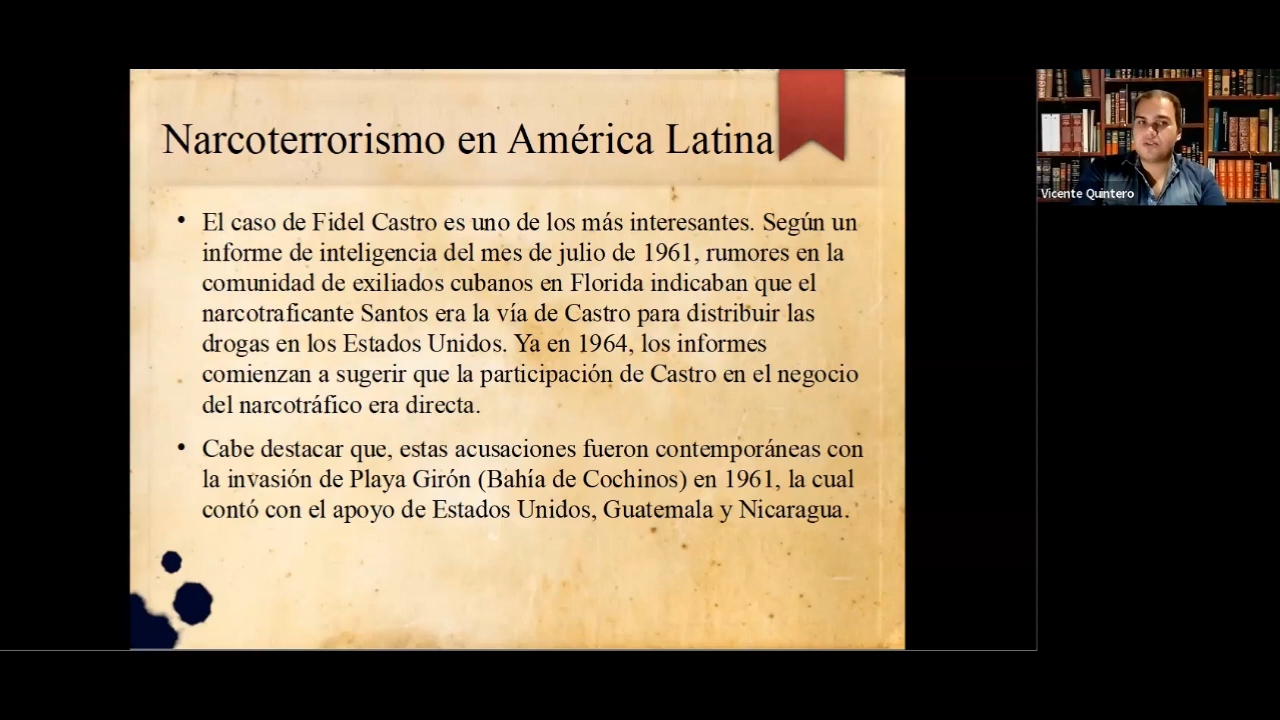 Narcoterrorismo en América Latina
• El caso de Fidel Castro es uno de los más interesantes. Según un
informe de inteligencia del mes de julio de 1961, rumores en la
comunidad de exiliados cubanos en Florida indicaban que el
narcotraficante Santos era la vía de Castro para distribuir las
drogas en los Estados Unidos. Ya en 1964, los informes
comienzan a sugerir que la participación de Castro en el negocio
del narcotráfico era directa.
• Cabe destacar que, estas acusaciones fueron contemporáneas con
la invasión de Playa Girón (Bahía de Cochinos) en 1961, la cual
contó con el apoyo de Estados Unidos, Guatemala y Nicaragua.
Vicente Quintero